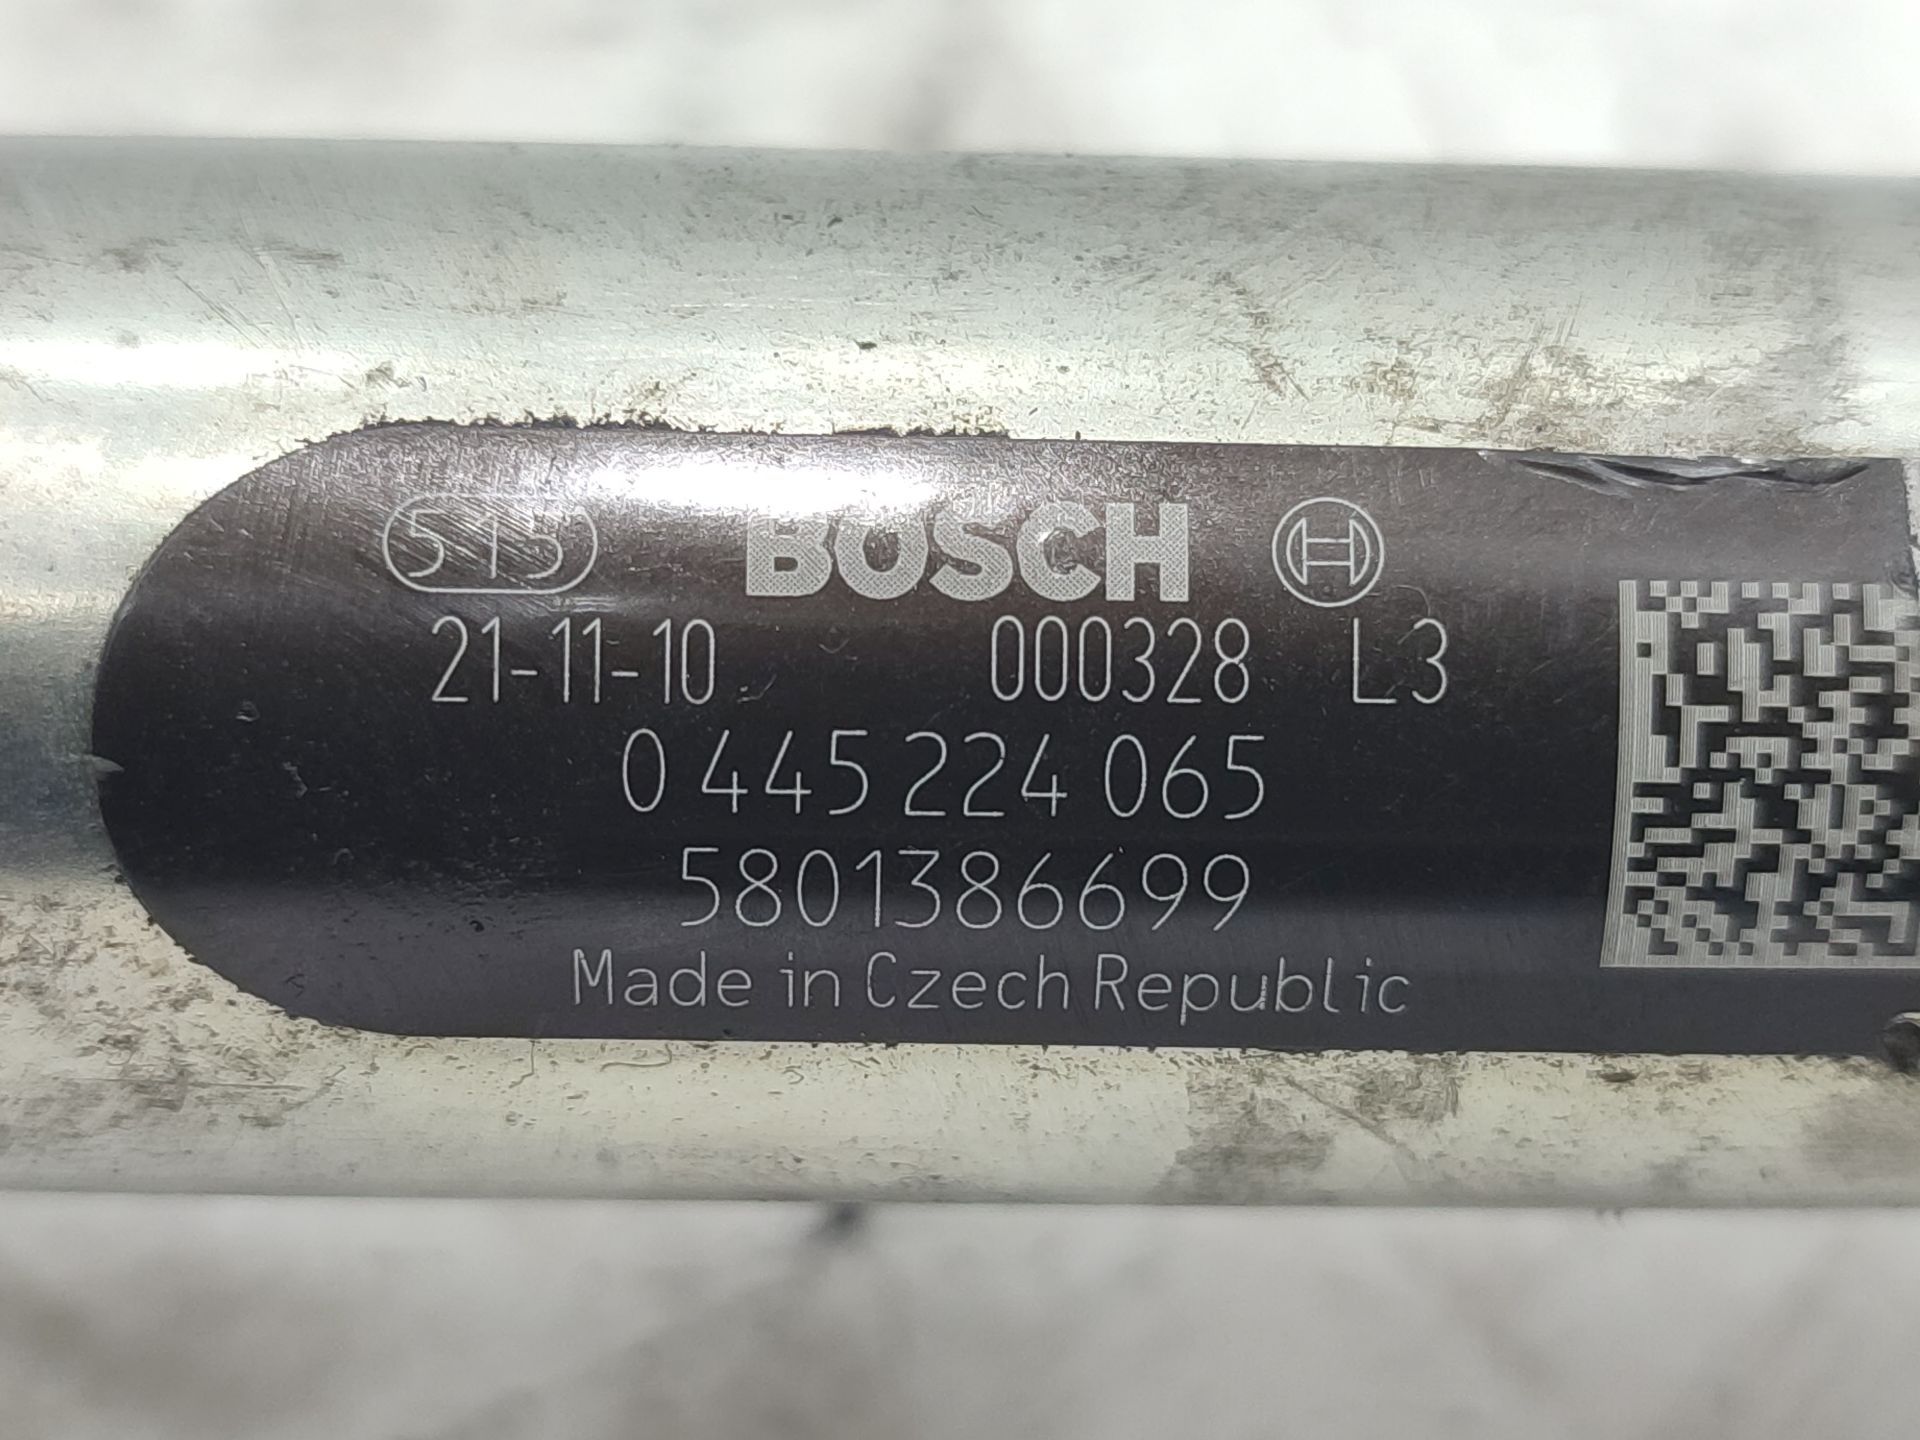 515 BOSCH
21-11-10 000328 L3
0 445 224 065
5801386699
Made in Czech Republic